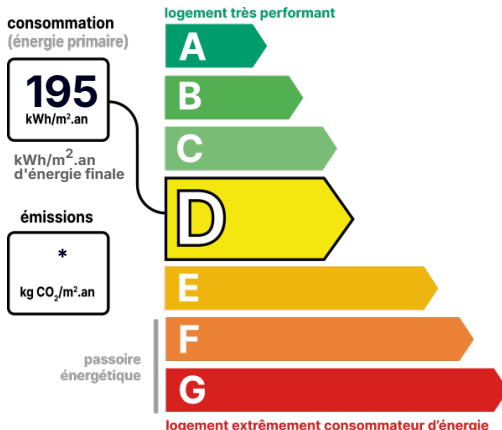 logement très performant
consommation
(énergie primaire)
195
kWh/m².an
kWh/m².an
d'énergie finale
émissions
*
kg CO₂/m².an
passoire
énergétique
A
B
C
D
E
F
G
logement extrêmement consommateur d'énergie